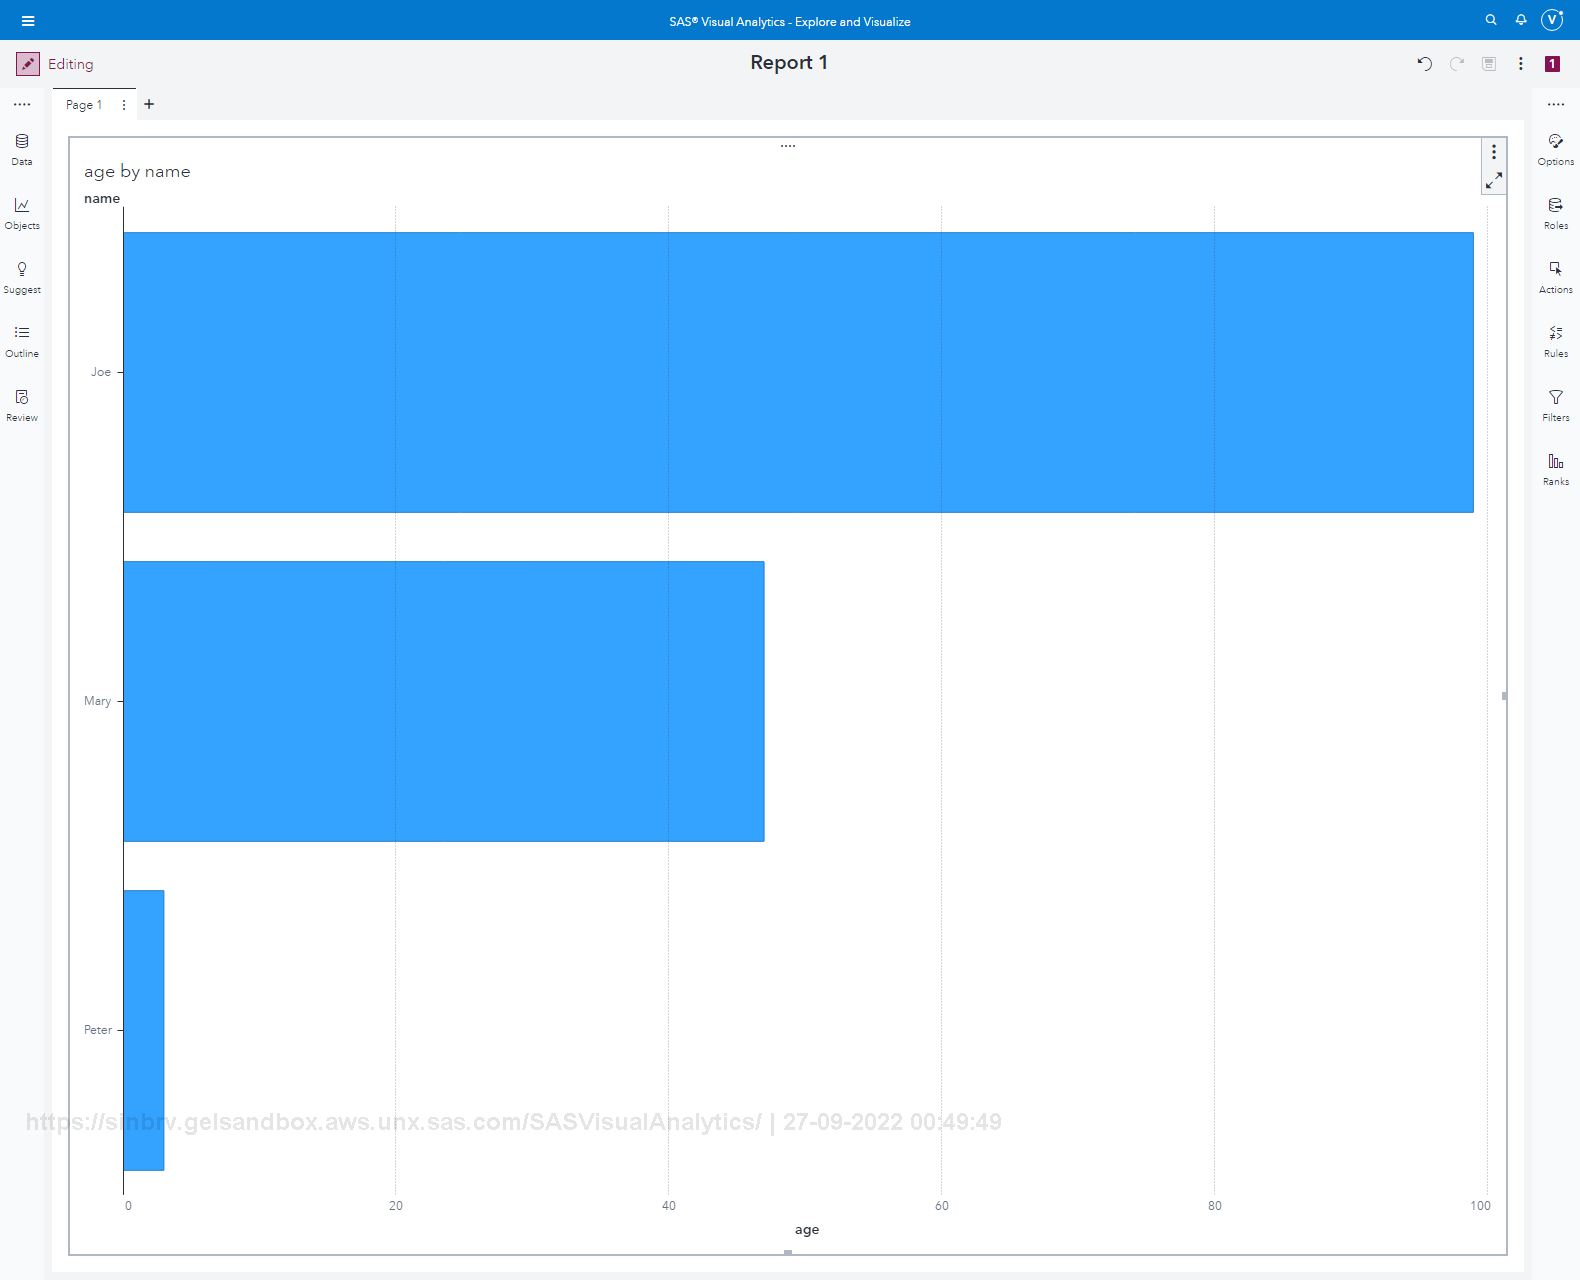 SAS® Visual Analytics - Explore and Visualize
V
Editing
Report 1
1
Page 1
Data
Objects
Suggest
Outline
Review
age by name
name
Joe
Mary
Peter
0 20 40 60 80 100
age
Options
Roles
Actions
Rules
Filters
Ranks
https://sinbrv.gelsandbox.aws.unx.sas.com/SASVisualAnalytics/ | 27-09-2022 00:49:49